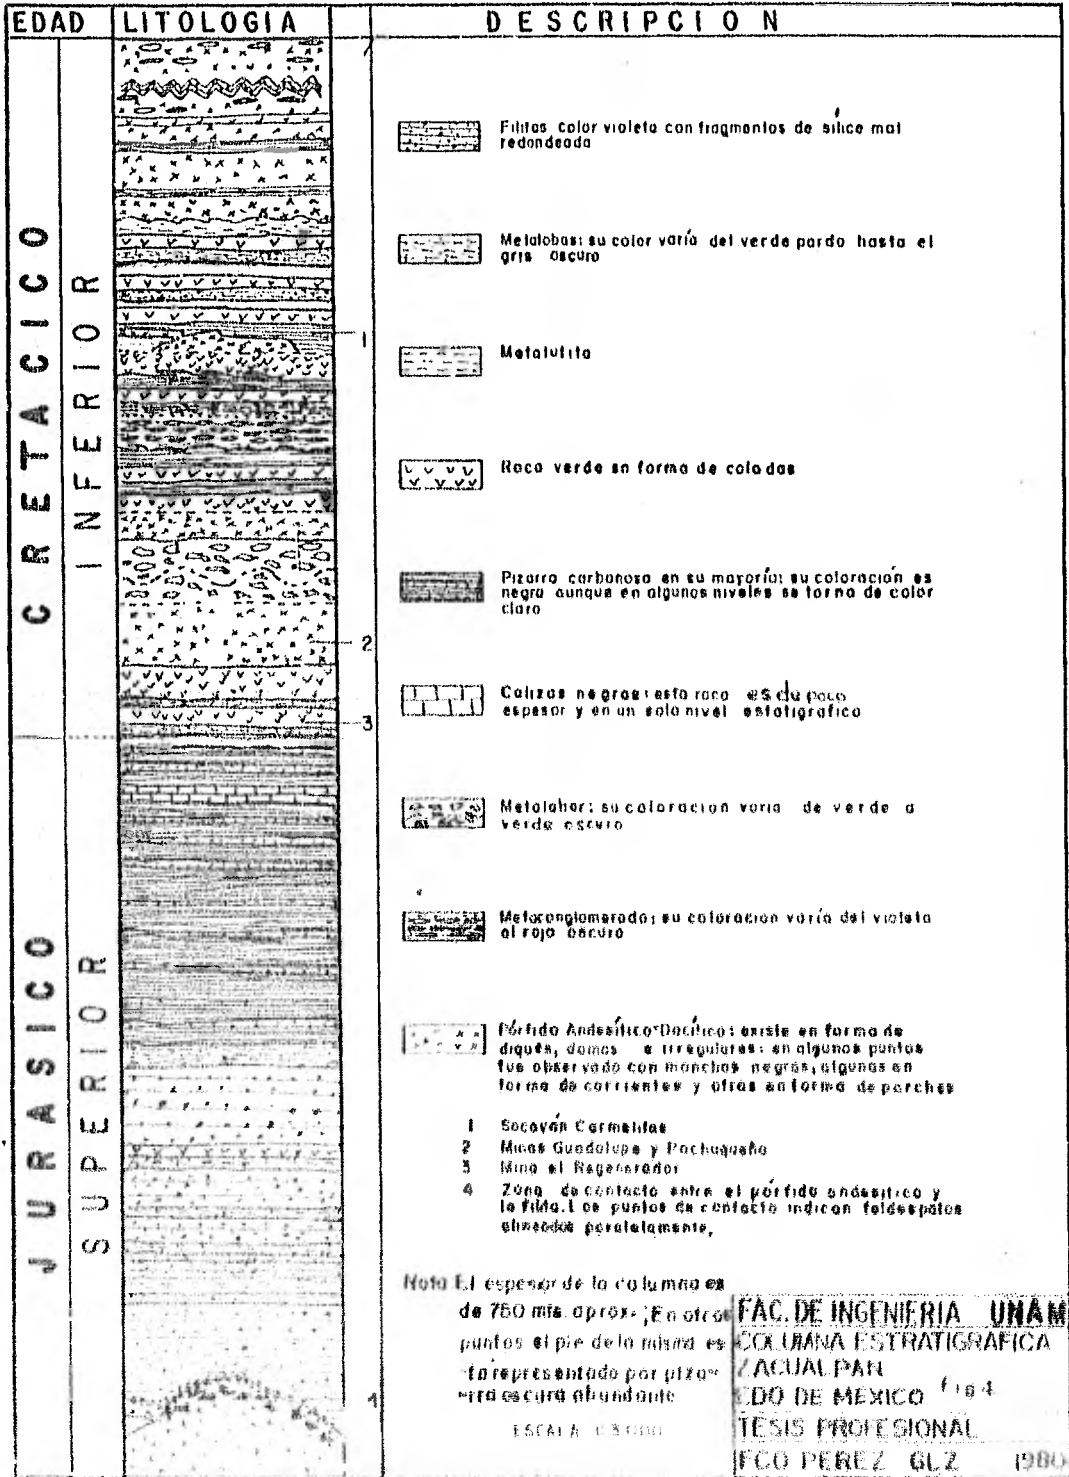 EDAD LITOLOGIA DESCRIPCION
CRETACICO
INFERIOR
JURASICO
SUPERIOR
1
2
3
4
Filitas color violeta con fragmentos de sílice mal
redondeada
Metatobas: su color varía del verde pardo hasta el
gris oscuro
Metalutita
Roca verde en forma de coladas
Pizarra carbonosa en su mayoría; su coloración es
negra aunque en algunos niveles se torna de color
claro
Calizas negras: esta roca es de poco
espesor y en un solo nivel estatigrafico
Metalahar: su coloracion varia de verde a
verde oscuro
Metaconglomerado; su coloracion varía del violeta
al rojo oscuro
Pórfido Andesítico-Dacítico: existe en forma de
diques, domos e irregulares: en algunos puntos
fue observado con manchas negras, algunas en
forma de corrientes y otras en forma de parches
1 Socavón Carmelitas
2 Minas Guadalupe y Pachuqueño
3 Mina el Regenerador
4 Zona de contacto entre el pórfido andesitico y
la filita. Los puntos de contacto indican feldespatos
alineados paralelamente.
Nota El espesor de la columna es
de 750 mts. aprox.; En otros
puntos el pie de la misma es
ta representado por piza-
rra oscura abundante
ESCALA
FAC. DE INGENIERIA UNAM
COLUMNA ESTRATIGRAFICA
ZACUALPAN
EDO DE MEXICO fig 4
TESIS PROFESIONAL
FCO PEREZ GLZ 1980